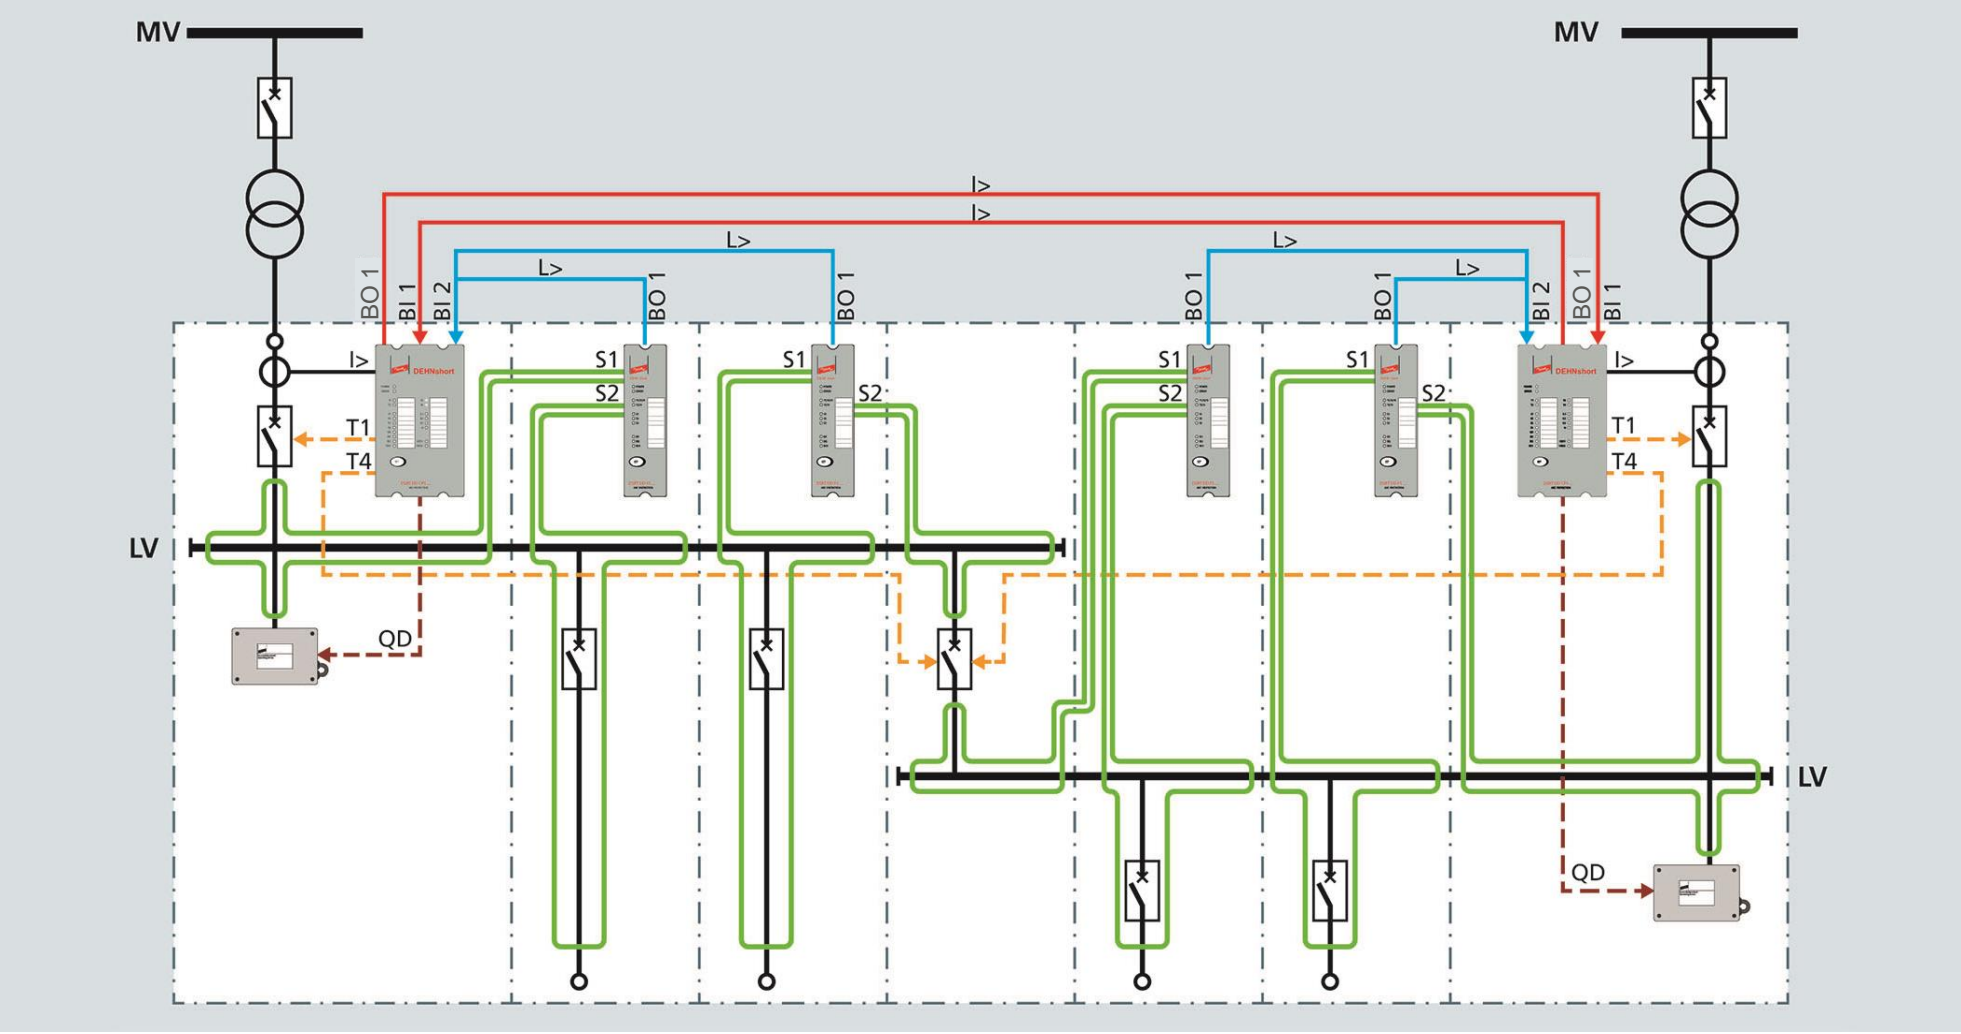 MV
MV
I>
I>
L>
L>
L>
L>
BO 1
BI 1
BI 2
BO 1
BO 1
BO 1
BO 1
BI 2
BO 1
BI 1
I>
DEHNshort
S1
S2
S1
S2
S1
S2
S1
S2
DEHNshort
I>
T1
T4
T1
T4
LV
QD
LV
QD